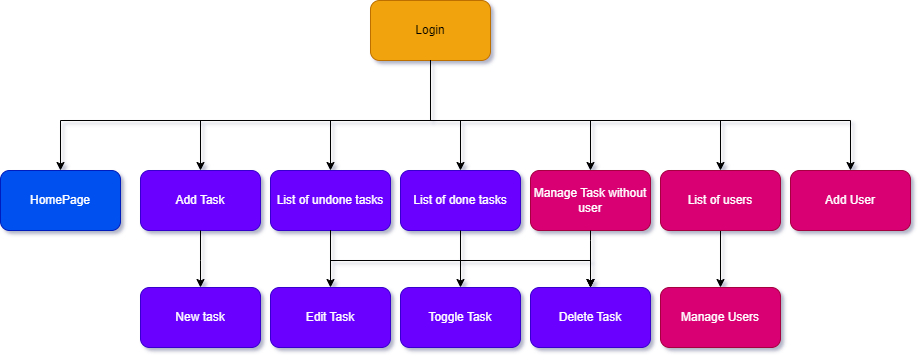 Login
HomePage
Add Task
List of undone tasks
List of done tasks
Manage Task without
user
List of users
Add User
New task
Edit Task
Toggle Task
Delete Task
Manage Users